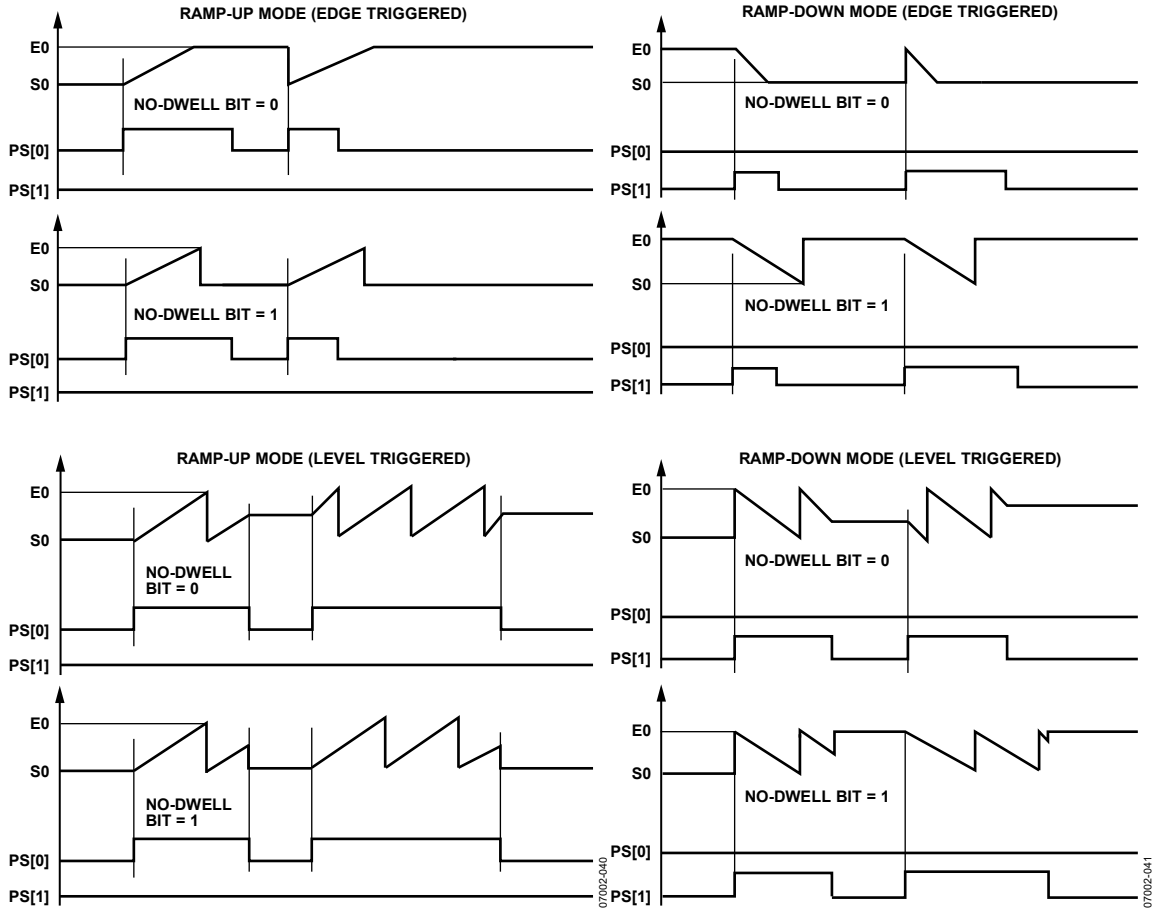 RAMP-UP MODE (EDGE TRIGGERED)
E0
S0
NO-DWELL BIT = 0
PS[0]
PS[1]
E0
S0
NO-DWELL BIT = 1
PS[0]
PS[1]
RAMP-DOWN MODE (EDGE TRIGGERED)
E0
S0
NO-DWELL BIT = 0
PS[0]
PS[1]
E0
S0
NO-DWELL BIT = 1
PS[0]
PS[1]
RAMP-UP MODE (LEVEL TRIGGERED)
E0
S0
NO-DWELL
BIT = 0
PS[0]
PS[1]
E0
S0
NO-DWELL
BIT = 1
PS[0]
PS[1]
07002-040
RAMP-DOWN MODE (LEVEL TRIGGERED)
E0
S0
NO-DWELL BIT = 0
PS[0]
PS[1]
E0
S0
NO-DWELL BIT = 1
PS[0]
PS[1]
07002-041